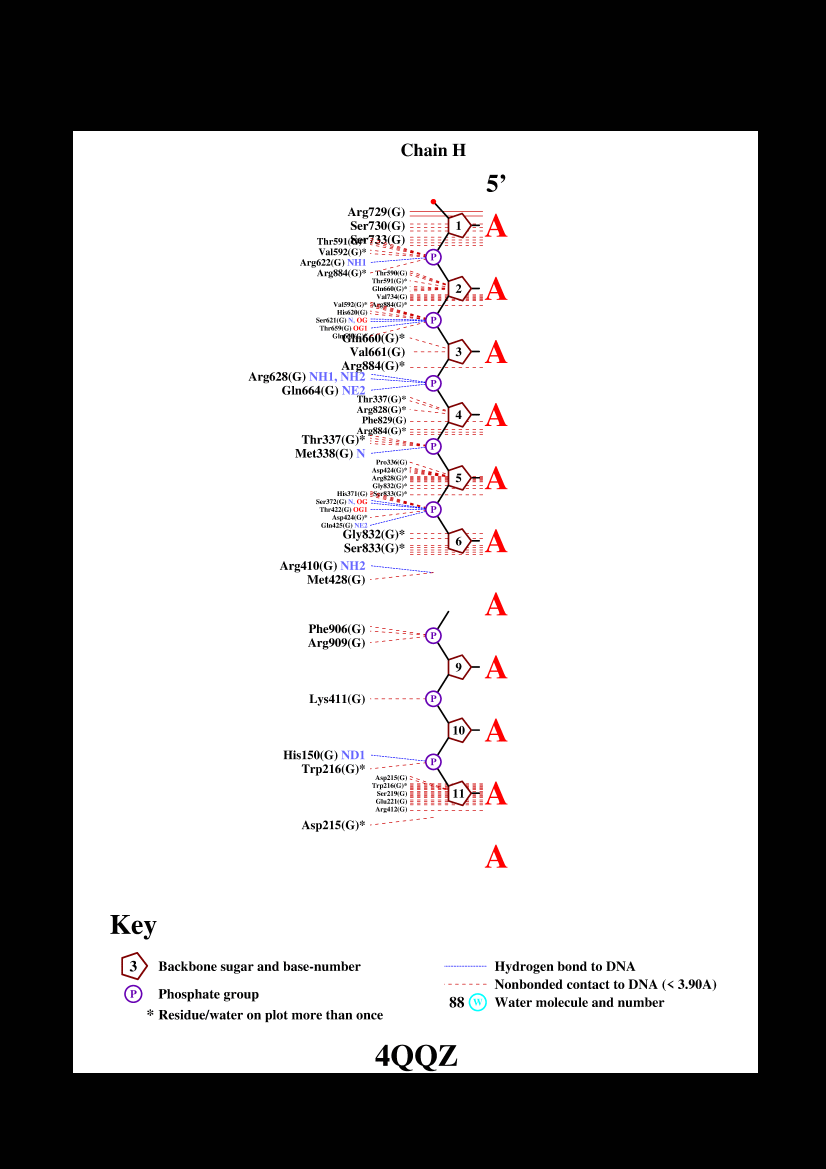 Chain H
5’
Arg729(G)
Ser730(G)
Ser733(G)
1
A
Thr591(G)*
Val592(G)*
Arg622(G) NH1
Arg884(G)*
P
Thr590(G)
Thr591(G)*
Gln660(G)*
Val734(G)
Arg884(G)*
2
A
Val592(G)*
His620(G)
Ser621(G) N, OG
Thr659(G) OG1
P
Gln660(G)*
Val661(G)
Arg884(G)*
3
A
Arg628(G) NH1, NH2
Gln664(G) NE2
P
Thr337(G)*
Arg828(G)*
Phe829(G)
Arg884(G)*
4
A
Thr337(G)*
Met338(G) N
P
Pro336(G)
Asp424(G)*
Arg828(G)*
Gly832(G)*
Ser833(G)*
5
A
His371(G)
Ser372(G) N, OG
Thr422(G) OG1
Asp424(G)*
Gln425(G) NE2
P
Gly832(G)*
Ser833(G)*
6
A
Arg410(G) NH2
Met428(G)
A
Phe906(G)
Arg909(G)
P
9
A
Lys411(G)
P
10
A
His150(G) ND1
Trp216(G)*
P
Asp215(G)
Trp216(G)*
Ser219(G)
Glu221(G)
Arg412(G)
11
A
Asp215(G)*
A
Key
3 Backbone sugar and base-number
P Phosphate group
* Residue/water on plot more than once
Hydrogen bond to DNA
Nonbonded contact to DNA (< 3.90A)
88 W Water molecule and number
4QQZ